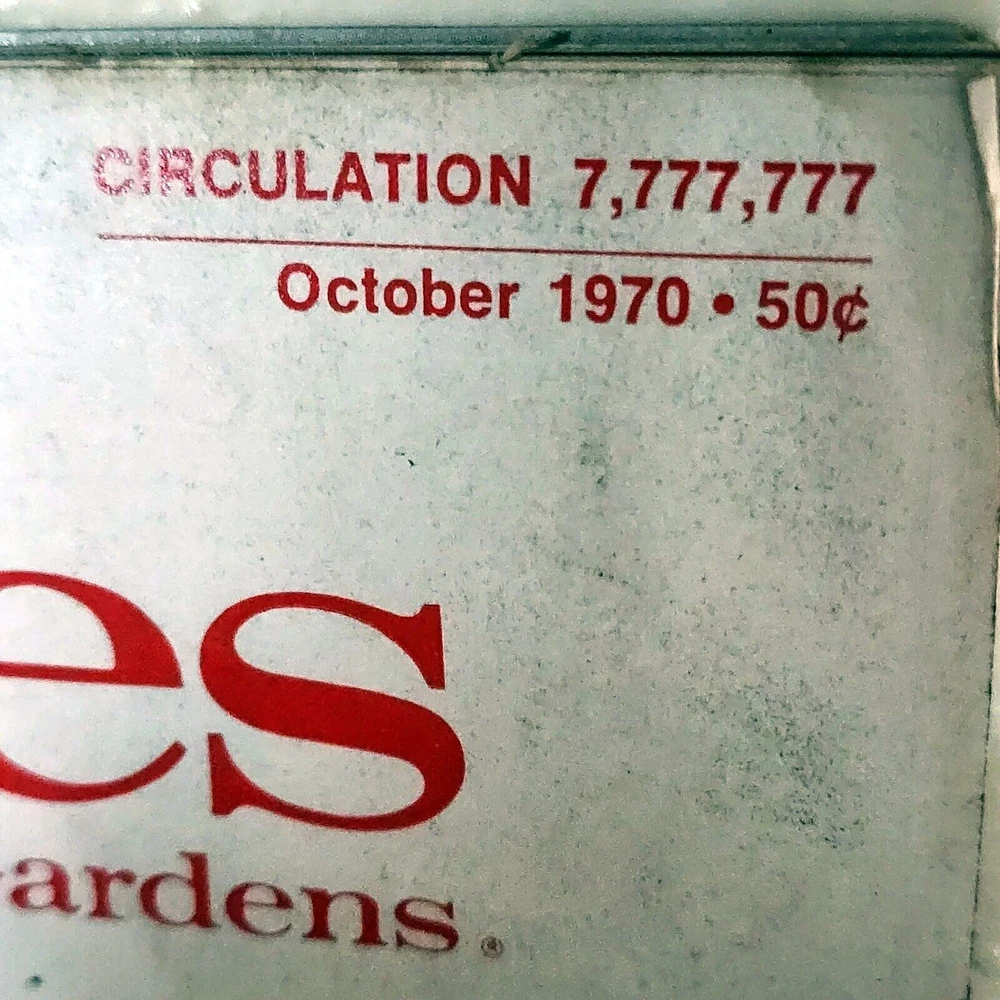 CIRCULATION 7,777,777
October 1970 • 50¢
es
ardens®